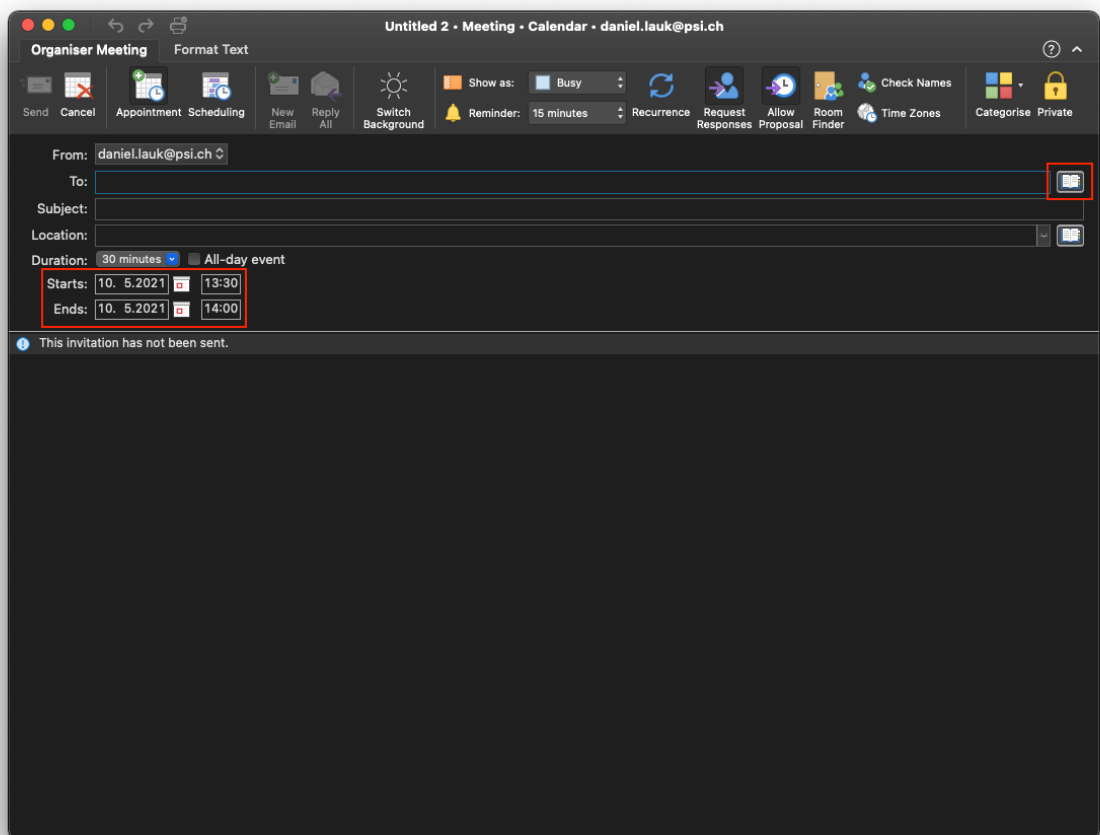 Untitled 2 • Meeting • Calendar • daniel.lauk@psi.ch
Organiser Meeting Format Text
Send Cancel Appointment Scheduling New Email Reply All Switch Background
Show as: Busy
Reminder: 15 minutes
Recurrence Request Responses Allow Proposal Room Finder
Check Names
Time Zones
Categorise Private
From: daniel.lauk@psi.ch
To:
Subject:
Location:
Duration: 30 minutes All-day event
Starts: 10. 5.2021 13:30
Ends: 10. 5.2021 14:00
This invitation has not been sent.